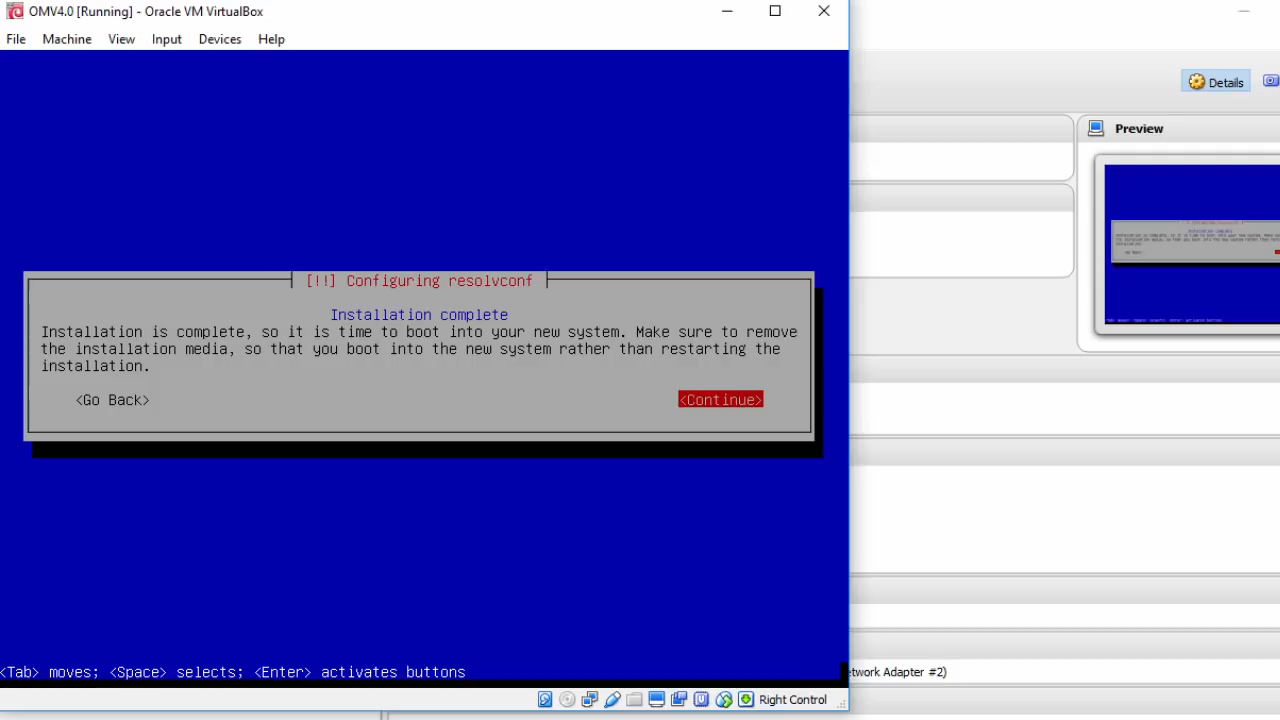 OMV4.0 [Running] - Oracle VM VirtualBox
File Machine View Input Devices Help
Details
Preview
[!!] Configuring resolvconf
Installation complete
Installation is complete, so it is time to boot into your new system. Make sure to remove
the installation media, so that you boot into the new system rather than restarting the
installation.
<Go Back> <Continue>
<Tab> moves; <Space> selects; <Enter> activates buttons
etwork Adapter #2)
Right Control